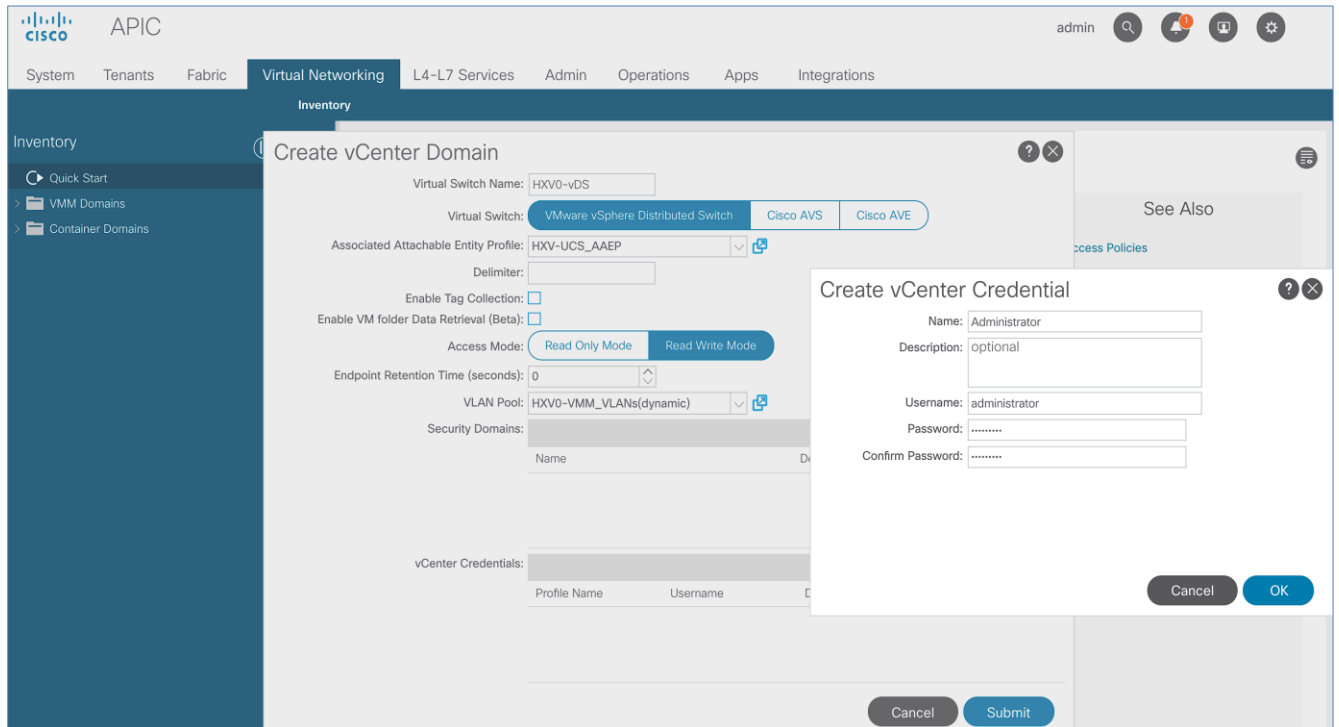 CISCO
APIC
admin
1
System Tenants Fabric Virtual Networking L4-L7 Services Admin Operations Apps Integrations
Inventory
Inventory
Quick Start
VMM Domains
Container Domains
Create vCenter Domain
Virtual Switch Name: HXV0-vDS
Virtual Switch: VMware vSphere Distributed Switch Cisco AVS Cisco AVE
Associated Attachable Entity Profile: HXV-UCS_AAEP
Delimiter:
Enable Tag Collection:
Enable VM folder Data Retrieval (Beta):
Access Mode: Read Only Mode Read Write Mode
Endpoint Retention Time (seconds): 0
VLAN Pool: HXV0-VMM_VLANs(dynamic)
Security Domains:
Name
vCenter Credentials:
Profile Name Username
Cancel Submit
See Also
ccess Policies
Create vCenter Credential
Name: Administrator
Description: optional
Username: administrator
Password: ·········
Confirm Password: ·········
Cancel OK